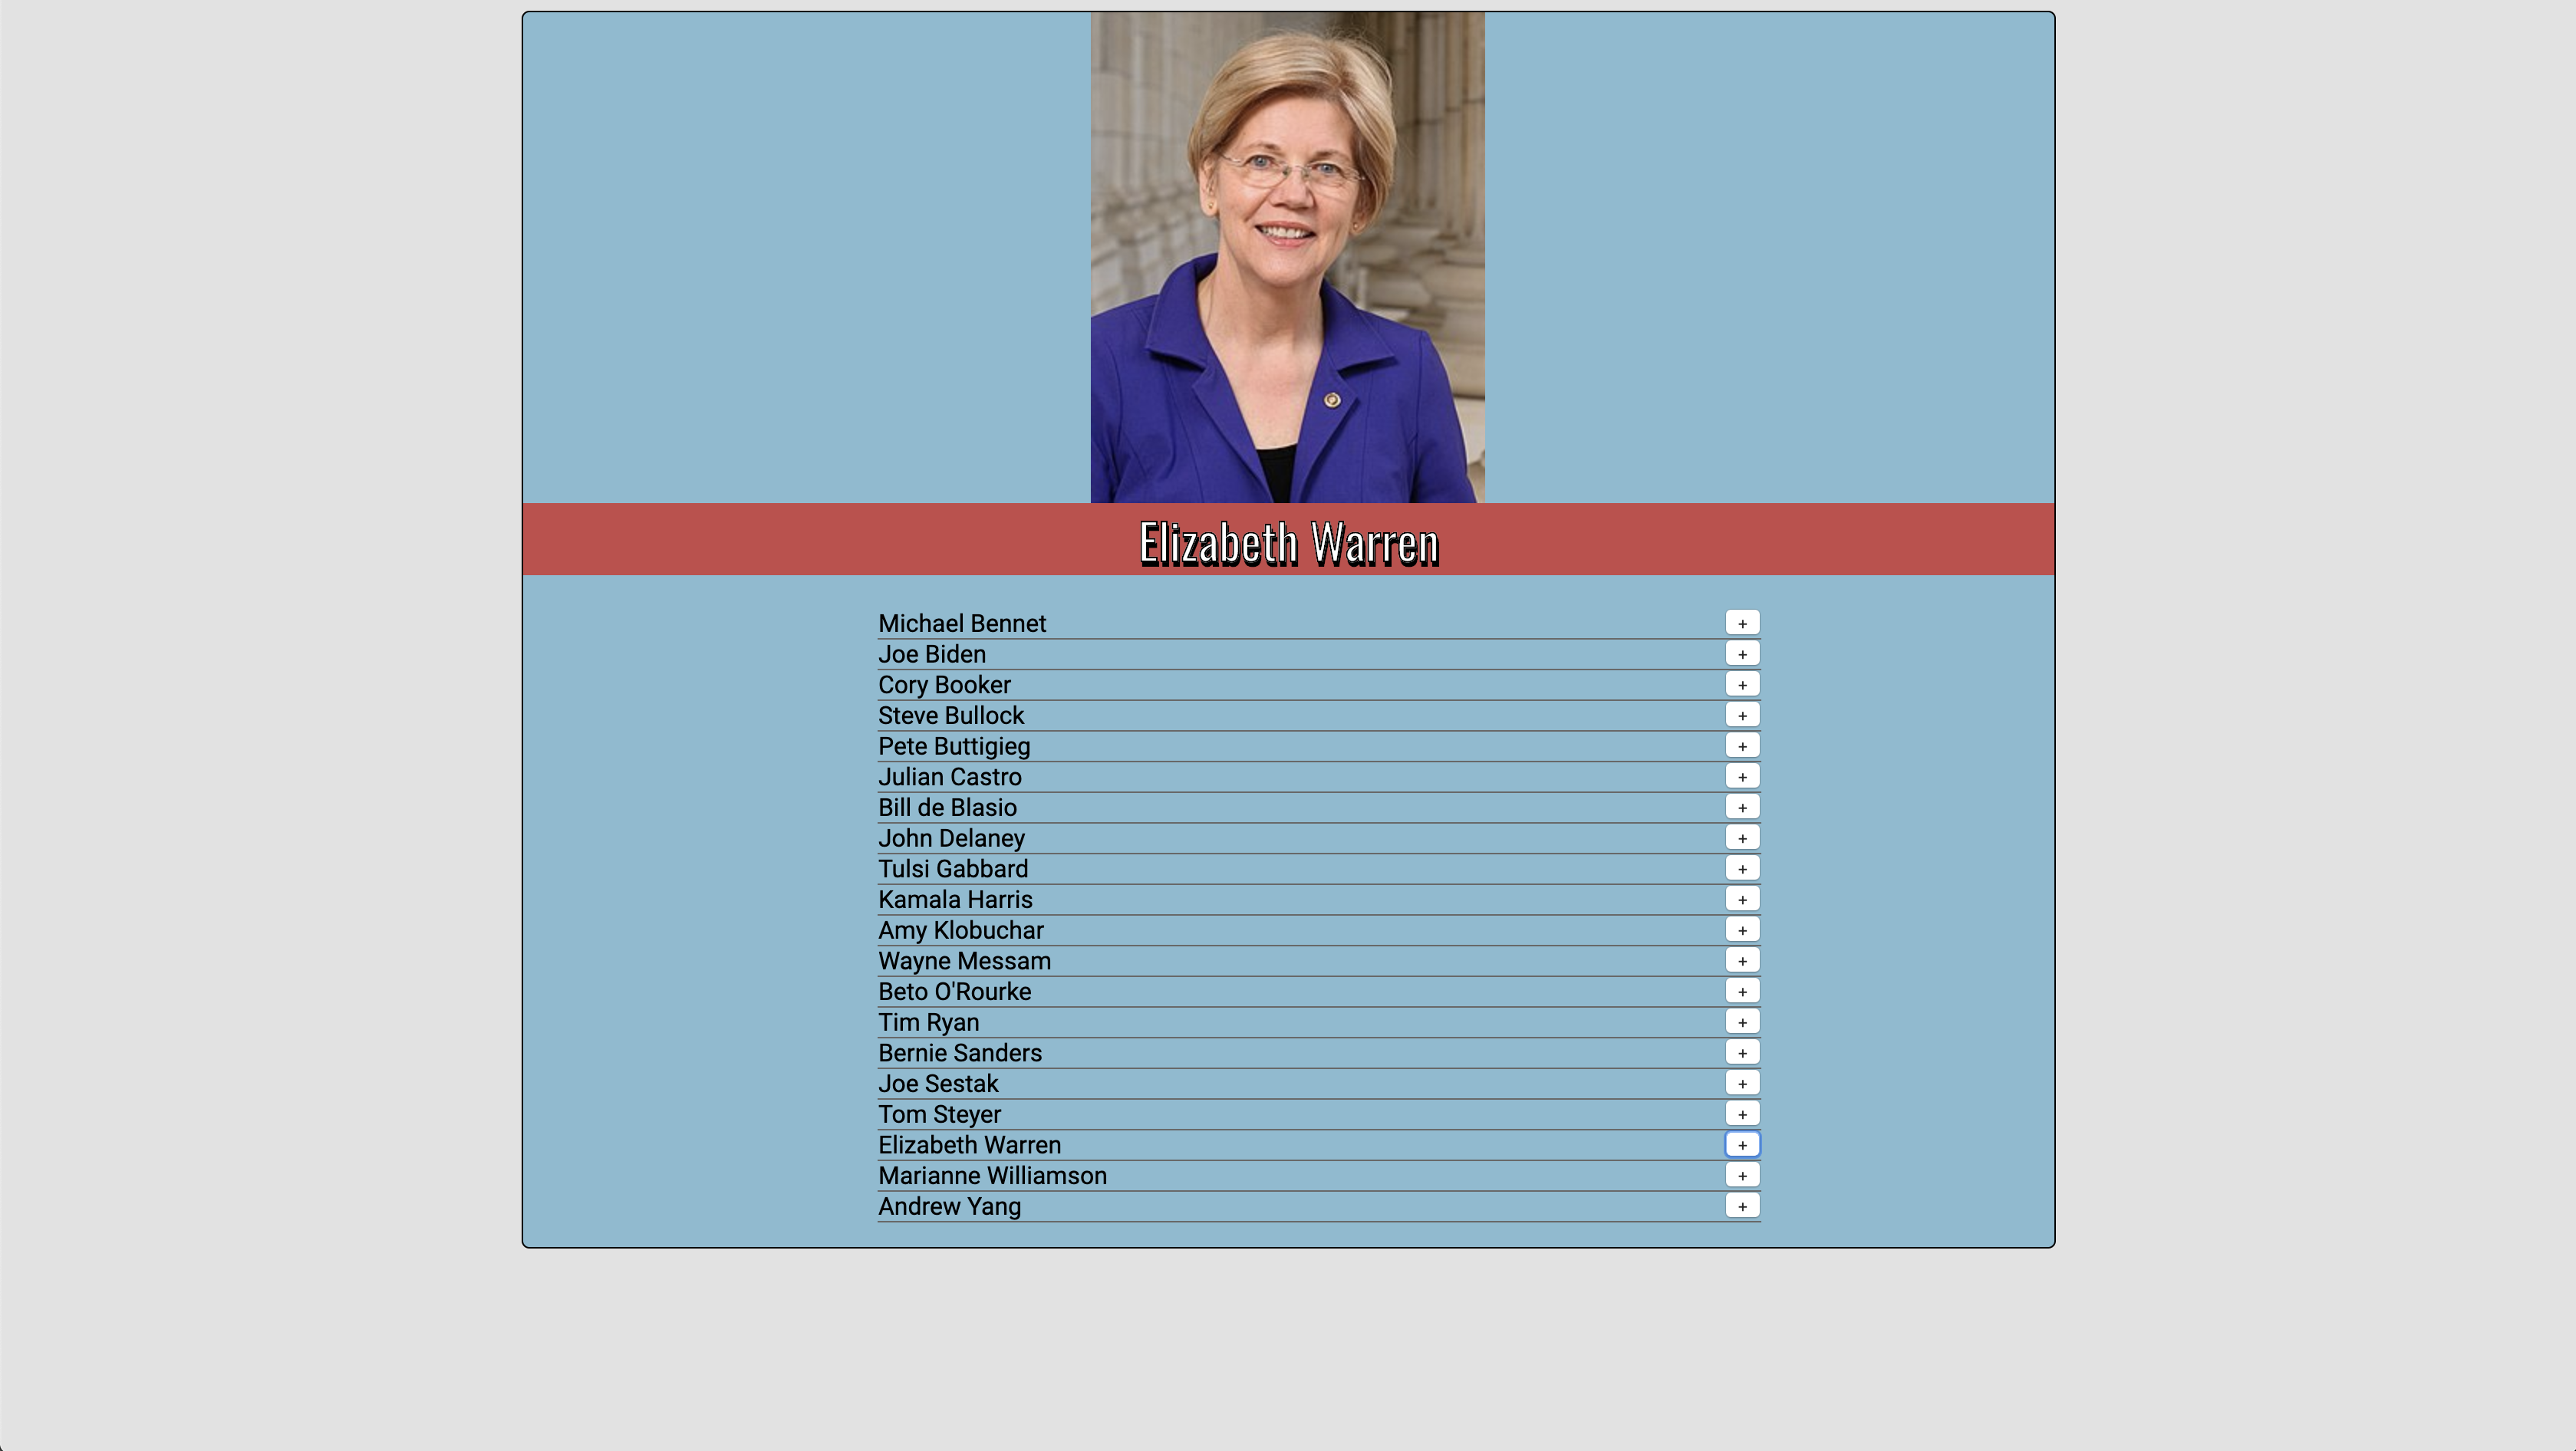 Elizabeth Warren
Michael Bennet +
Joe Biden +
Cory Booker +
Steve Bullock +
Pete Buttigieg +
Julian Castro +
Bill de Blasio +
John Delaney +
Tulsi Gabbard +
Kamala Harris +
Amy Klobuchar +
Wayne Messam +
Beto O'Rourke +
Tim Ryan +
Bernie Sanders +
Joe Sestak +
Tom Steyer +
Elizabeth Warren +
Marianne Williamson +
Andrew Yang +